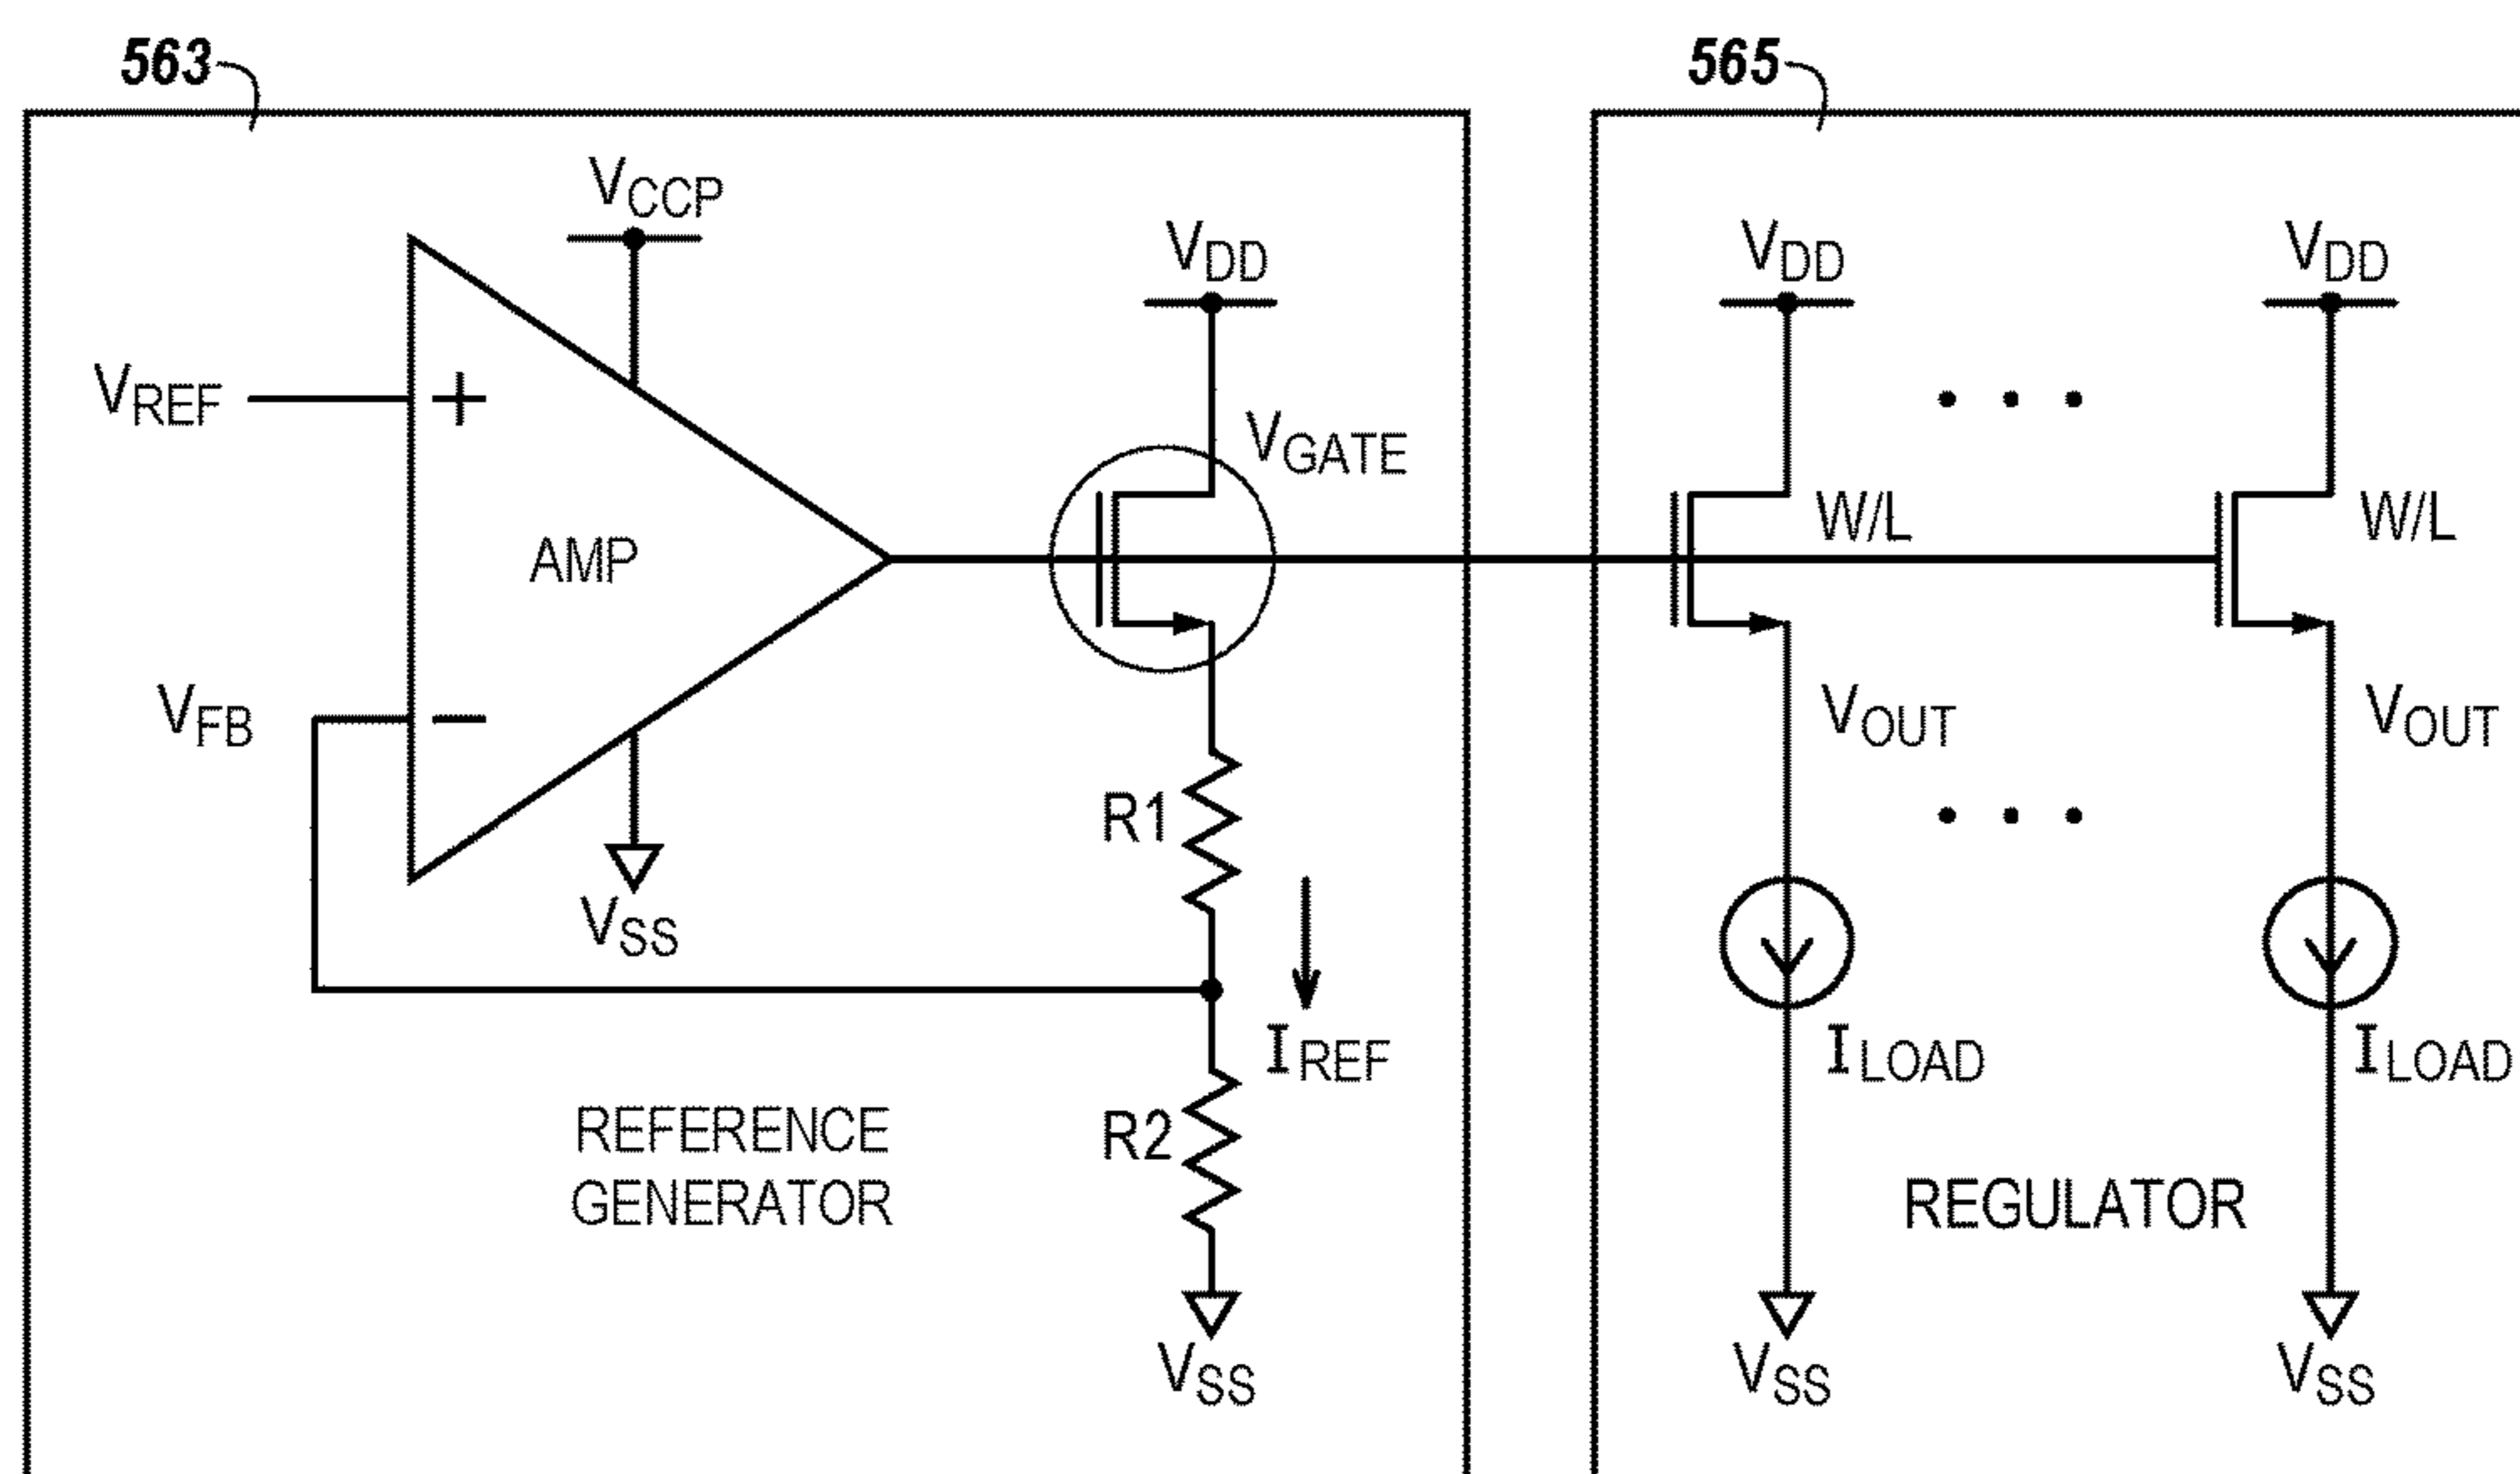 563
565
VCCP
VDD
VDD
VDD
VREF
+
VGATE
W/L
W/L
AMP
VFB
−
VOUT
VOUT
R1
VSS
IREF
ILOAD
ILOAD
REFERENCE
GENERATOR
R2
REGULATOR
VSS
VSS
VSS